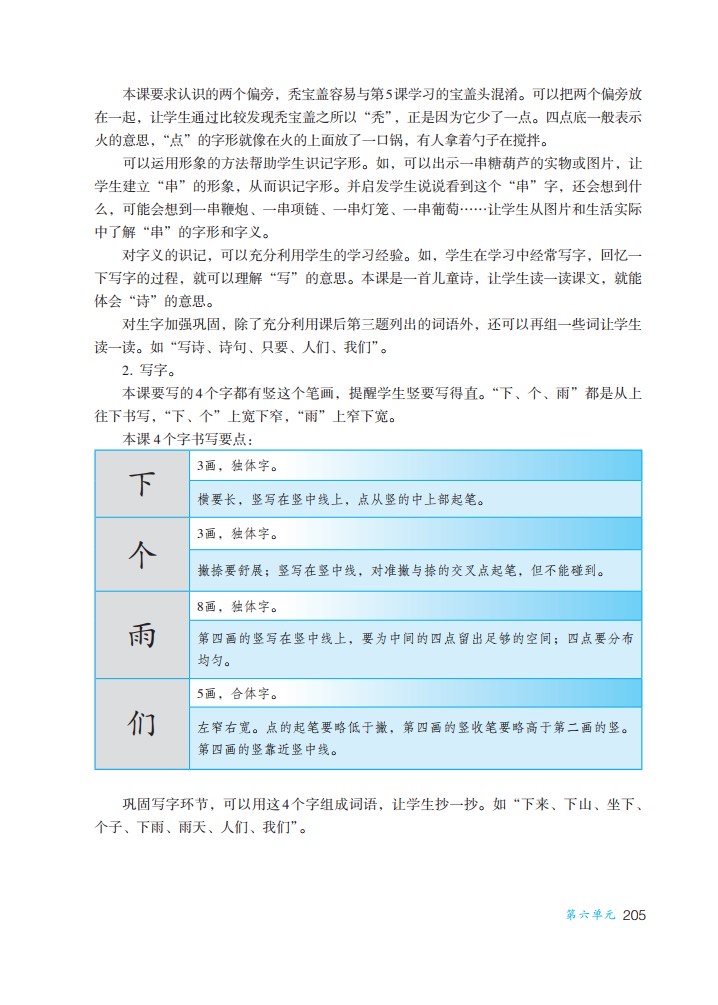 本课要求认识的两个偏旁，秃宝盖容易与第5课学习的宝盖头混淆。可以把两个偏旁放
在一起，让学生通过比较发现秃宝盖之所以“秃”，正是因为它少了一点。四点底一般表示
火的意思，“点”的字形就像在火的上面放了一口锅，有人拿着勺子在搅拌。
可以运用形象的方法帮助学生识记字形。如，可以出示一串糖葫芦的实物或图片，让
学生建立“串”的形象，从而识记字形。并启发学生说说看到这个“串”字，还会想到什
么，可能会想到一串鞭炮、一串项链、一串灯笼、一串葡萄……让学生从图片和生活实际
中了解“串”的字形和字义。
对字义的识记，可以充分利用学生的学习经验。如，学生在学习中经常写字，回忆一
下写字的过程，就可以理解“写”的意思。本课是一首儿童诗，让学生读一读课文，就能
体会“诗”的意思。
对生字加强巩固，除了充分利用课后第三题列出的词语外，还可以再组一些词让学生
读一读。如“写诗、诗句、只要、人们、我们”。
2. 写字。
本课要写的4个字都有竖这个笔画，提醒学生竖要写得直。“下、个、雨”都是从上
往下书写，“下、个”上宽下窄，“雨”上窄下宽。
本课4个字书写要点：
下
3画，独体字。
横要长，竖写在竖中线上，点从竖的中上部起笔。
个
3画，独体字。
撇捺要舒展；竖写在竖中线，对准撇与捺的交叉点起笔，但不能碰到。
雨
8画，独体字。
第四画的竖写在竖中线上，要为中间的四点留出足够的空间；四点要分布
均匀。
们
5画，合体字。
左窄右宽。点的起笔要略低于撇，第四画的竖收笔要略高于第二画的竖。
第四画的竖靠近竖中线。
巩固写字环节，可以用这4个字组成词语，让学生抄一抄。如“下来、下山、坐下、
个子、下雨、雨天、人们、我们”。
第六单元 205